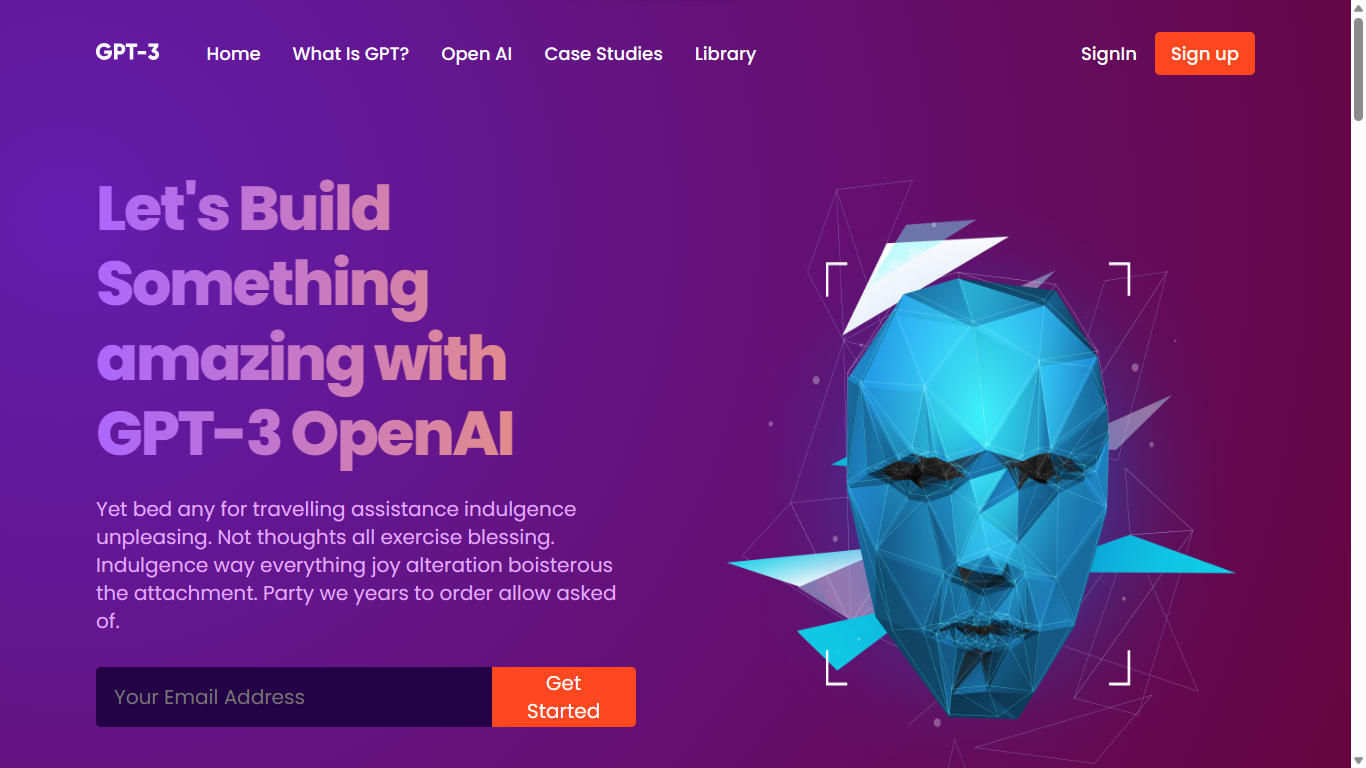 GPT-3
Home
What Is GPT?
Open AI
Case Studies
Library
SignIn
Sign up
Let's Build
Something
amazing with
GPT-3 OpenAI
Yet bed any for travelling assistance indulgence
unpleasing. Not thoughts all exercise blessing.
Indulgence way everything joy alteration boisterous
the attachment. Party we years to order allow asked
of.
Your Email Address
Get
Started